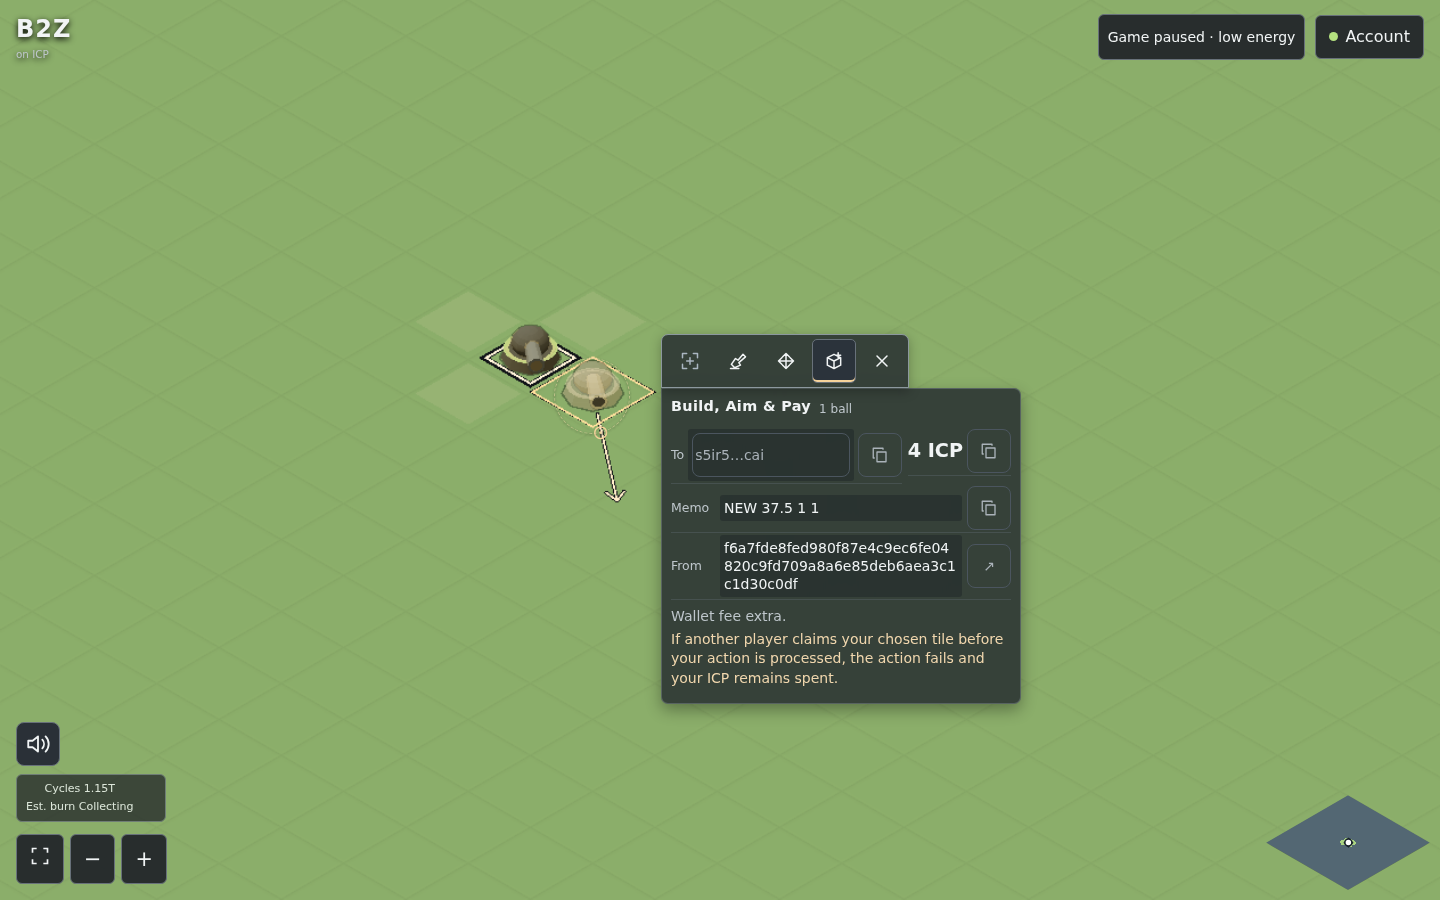 B2Z
on ICP
Game paused · low energy
Account
Build, Aim & Pay 1 ball
To s5ir5…cai 4 ICP
Memo NEW 37.5 1 1
From
f6a7fde8fed980f87e4c9ec6fe04
820c9fd709a8a6e85deb6aea3c1
c1d30c0df
Wallet fee extra.
If another player claims your chosen tile before
your action is processed, the action fails and
your ICP remains spent.
Cycles 1.15T
Est. burn Collecting